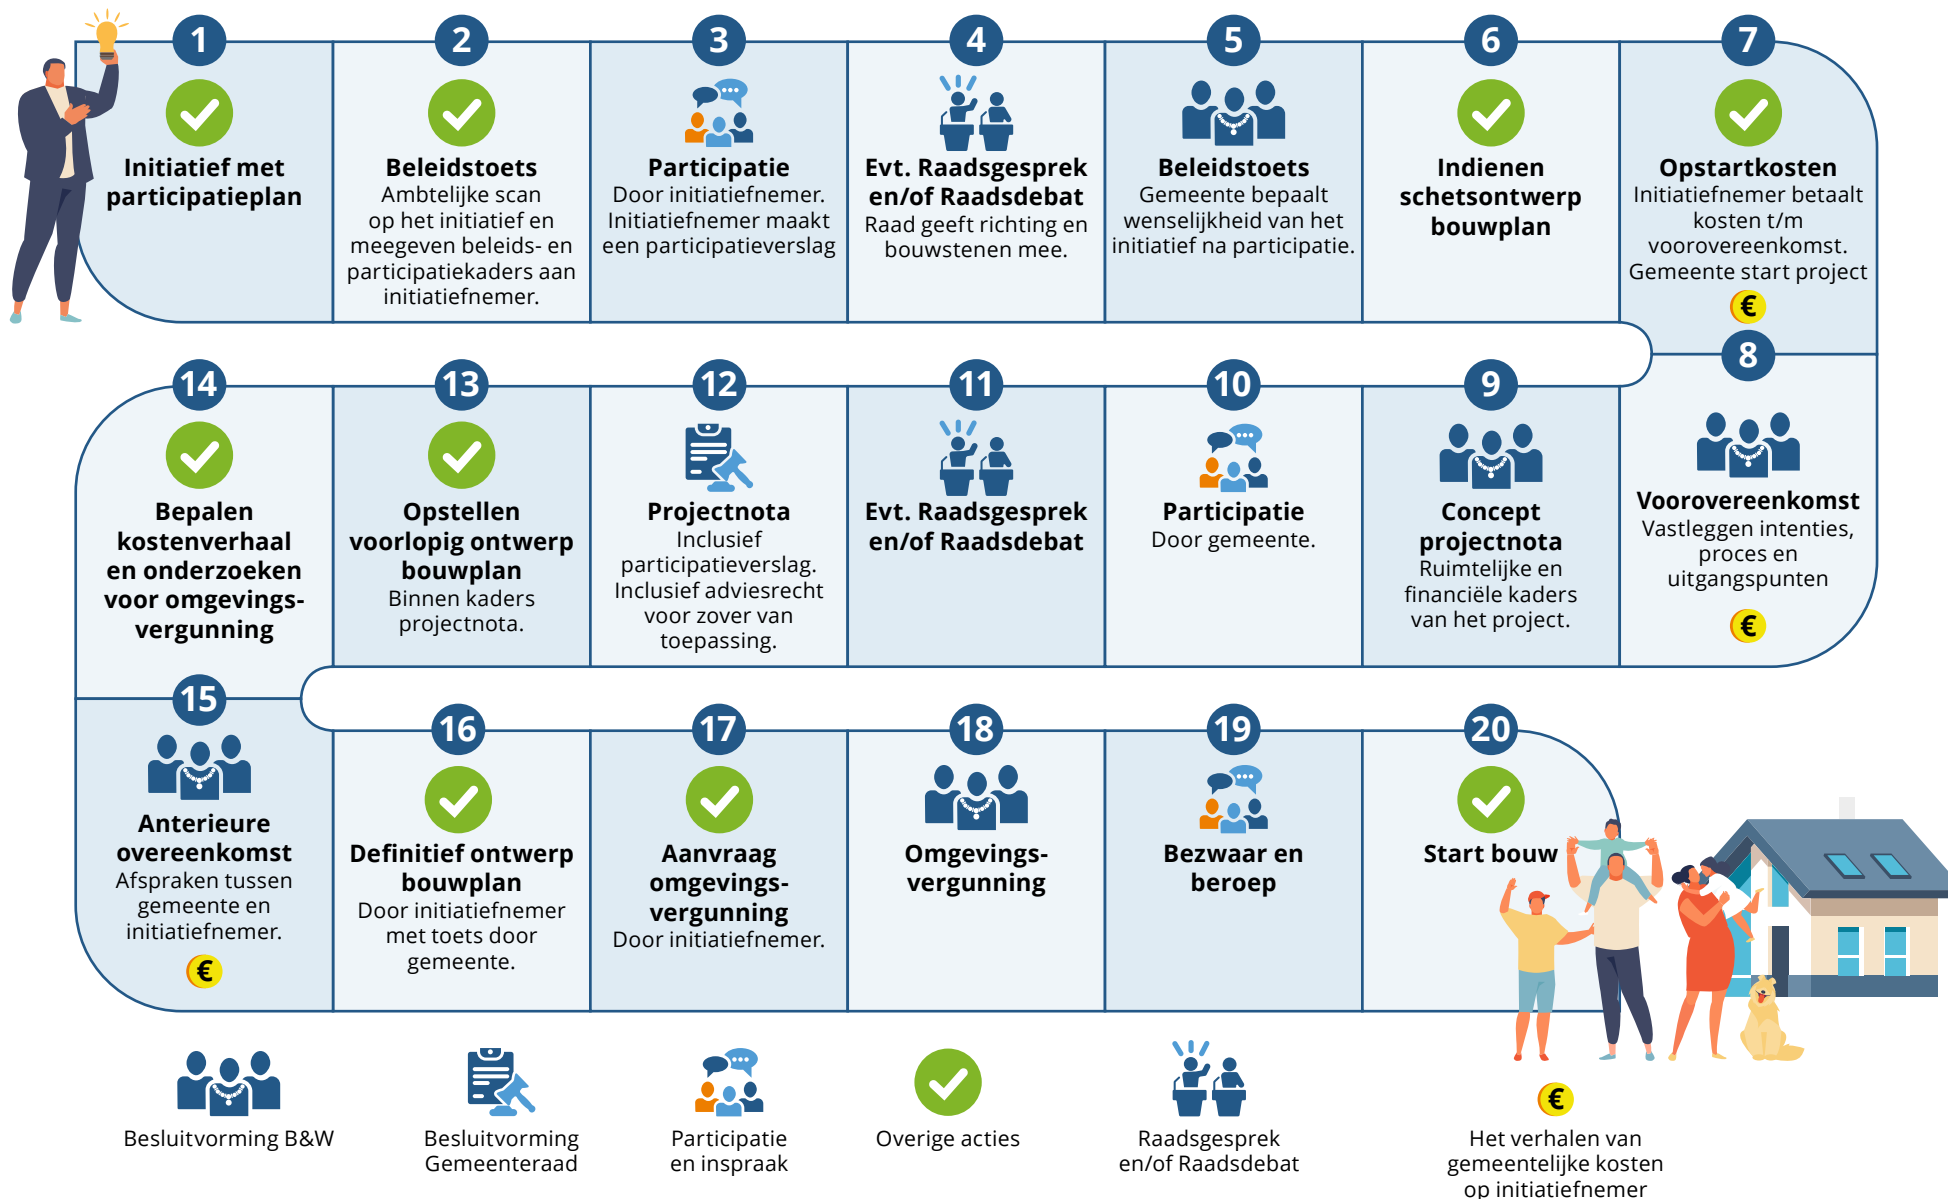 1
Initiatief met
participatieplan
2
Beleidstoets
Ambtelijke scan
op het initiatief en
meegeven beleids- en
participatiekaders aan
initiatiefnemer.
3
Participatie
Door initiatiefnemer.
Initiatiefnemer maakt
een participatieverslag
4
Evt. Raadsgesprek
en/of Raadsdebat
Raad geeft richting en
bouwstenen mee.
5
Beleidstoets
Gemeente bepaalt
wenselijkheid van het
initiatief na participatie.
6
Indienen
schetsontwerp
bouwplan
7
Opstartkosten
Initiatiefnemer betaalt
kosten t/m
voorovereenkomst.
Gemeente start project
€
8
Voorovereenkomst
Vastleggen intenties,
proces en
uitgangspunten
€
9
Concept
projectnota
Ruimtelijke en
financiële kaders
van het project.
10
Participatie
Door gemeente.
11
Evt. Raadsgesprek
en/of Raadsdebat
12
Projectnota
Inclusief
participatieverslag.
Inclusief adviesrecht
voor zover van
toepassing.
13
Opstellen
voorlopig ontwerp
bouwplan
Binnen kaders
projectnota.
14
Bepalen
kostenverhaal
en onderzoeken
voor omgevings-
vergunning
15
Anterieure
overeenkomst
Afspraken tussen
gemeente en
initiatiefnemer.
€
16
Definitief ontwerp
bouwplan
Door initiatiefnemer
met toets door
gemeente.
17
Aanvraag
omgevings-
vergunning
Door initiatiefnemer.
18
Omgevings-
vergunning
19
Bezwaar en
beroep
20
Start bouw
Besluitvorming B&W
Besluitvorming
Gemeenteraad
Participatie
en inspraak
Overige acties
Raadsgesprek
en/of Raadsdebat
€
Het verhalen van
gemeentelijke kosten
op initiatiefnemer